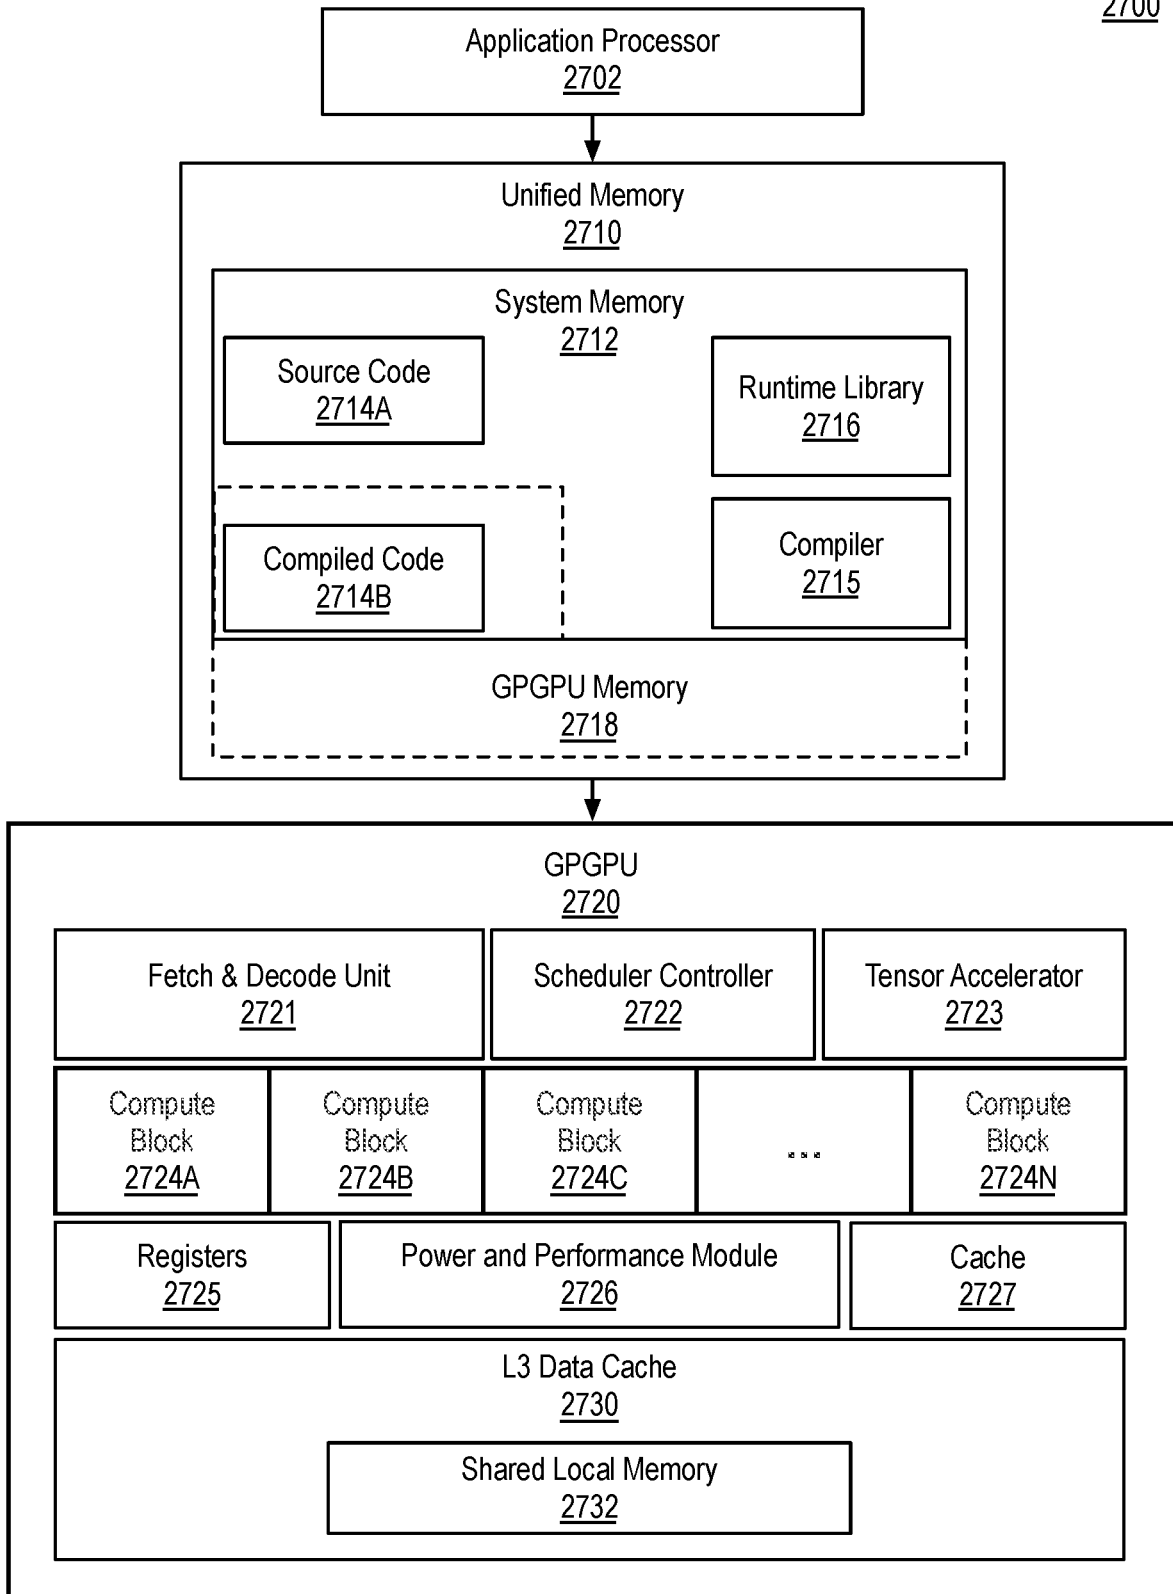 2700
Application Processor
2702
Unified Memory
2710
System Memory
2712
Source Code
2714A
Runtime Library
2716
Compiled Code
2714B
Compiler
2715
GPGPU Memory
2718
GPGPU
2720
Fetch & Decode Unit
2721
Scheduler Controller
2722
Tensor Accelerator
2723
Compute
Block
2724A
Compute
Block
2724B
Compute
Block
2724C
...
Compute
Block
2724N
Registers
2725
Power and Performance Module
2726
Cache
2727
L3 Data Cache
2730
Shared Local Memory
2732